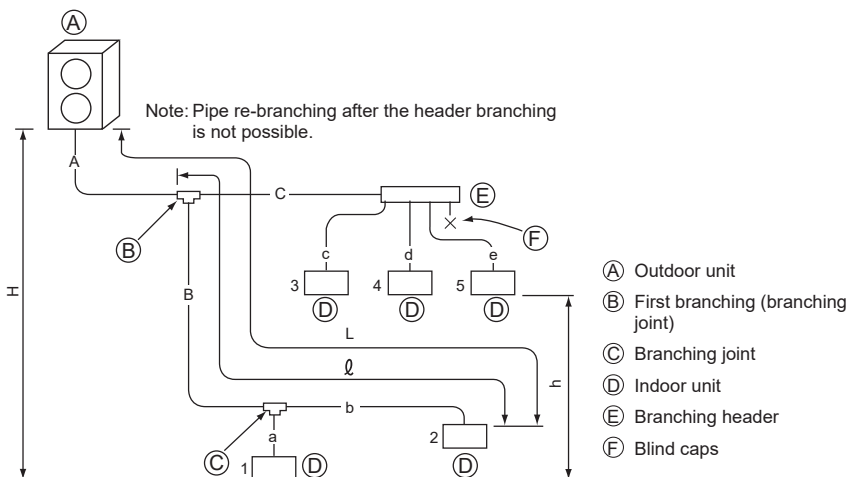 Ⓐ
Note: Pipe re-branching after the header branching
is not possible.
A
C
Ⓔ
Ⓑ
Ⓕ
c
d
e
3
4
5
Ⓓ
Ⓓ
Ⓓ
B
H
L
ℓ
h
b
a
2
Ⓒ
1
Ⓓ
Ⓓ
Ⓐ Outdoor unit
Ⓑ First branching (branching
joint)
Ⓒ Branching joint
Ⓓ Indoor unit
Ⓔ Branching header
Ⓕ Blind caps